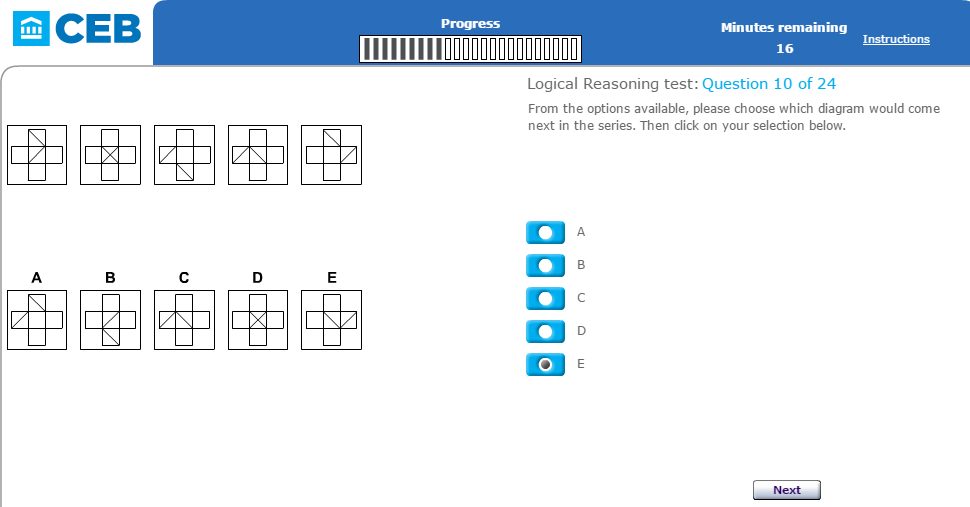 CEB
Progress
Minutes remaining
16
Instructions
Logical Reasoning test: Question 10 of 24
From the options available, please choose which diagram would come
next in the series. Then click on your selection below.
A B C D E
A
B
C
D
E
Next